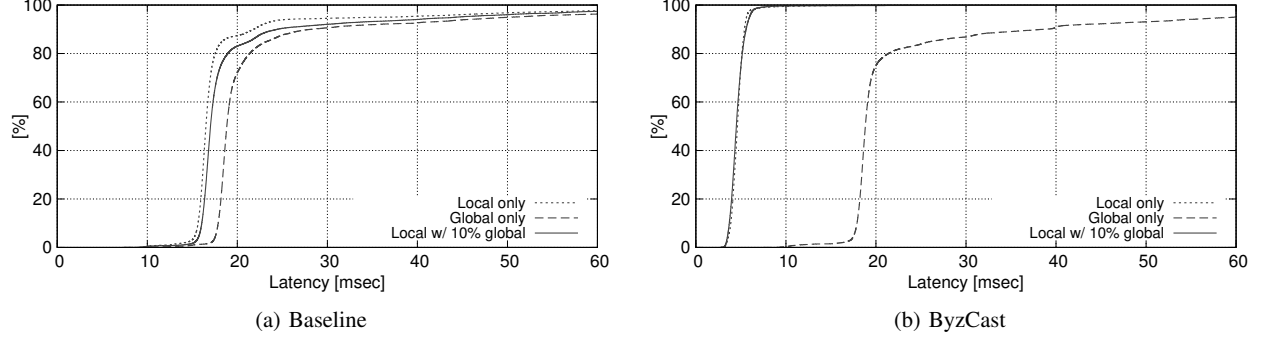 100
80
60
40
20
0
[%]
0 10 20 30 40 50 60
Latency [msec]
Local only
Global only
Local w/ 10% global
(a) Baseline
100
80
60
40
20
0
[%]
0 10 20 30 40 50 60
Latency [msec]
Local only
Global only
Local w/ 10% global
(b) ByzCast